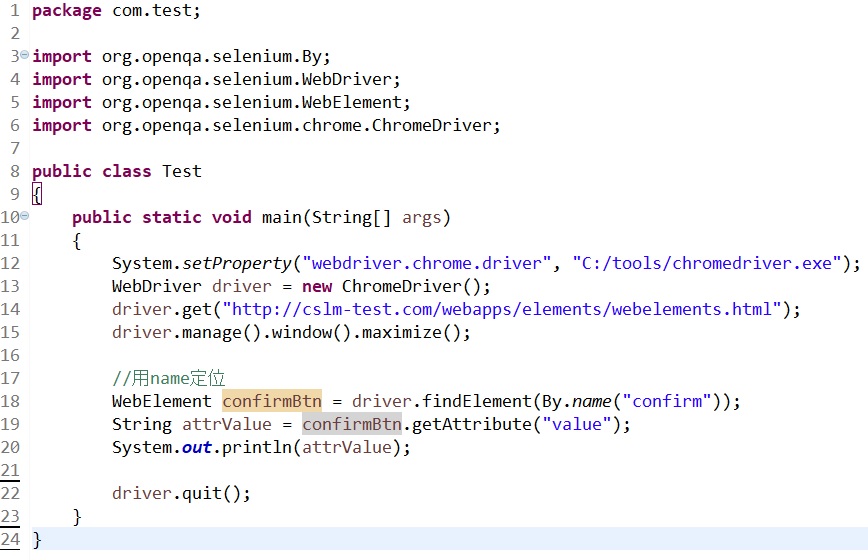 1 package com.test;
2
3 import org.openqa.selenium.By;
4 import org.openqa.selenium.WebDriver;
5 import org.openqa.selenium.WebElement;
6 import org.openqa.selenium.chrome.ChromeDriver;
7
8 public class Test
9 {
10     public static void main(String[] args)
11     {
12         System.setProperty("webdriver.chrome.driver", "C:/tools/chromedriver.exe");
13         WebDriver driver = new ChromeDriver();
14         driver.get("http://cslm-test.com/webapps/elements/webelements.html");
15         driver.manage().window().maximize();
16
17         //用name定位
18         WebElement confirmBtn = driver.findElement(By.name("confirm"));
19         String attrValue = confirmBtn.getAttribute("value");
20         System.out.println(attrValue);
21
22         driver.quit();
23     }
24 }